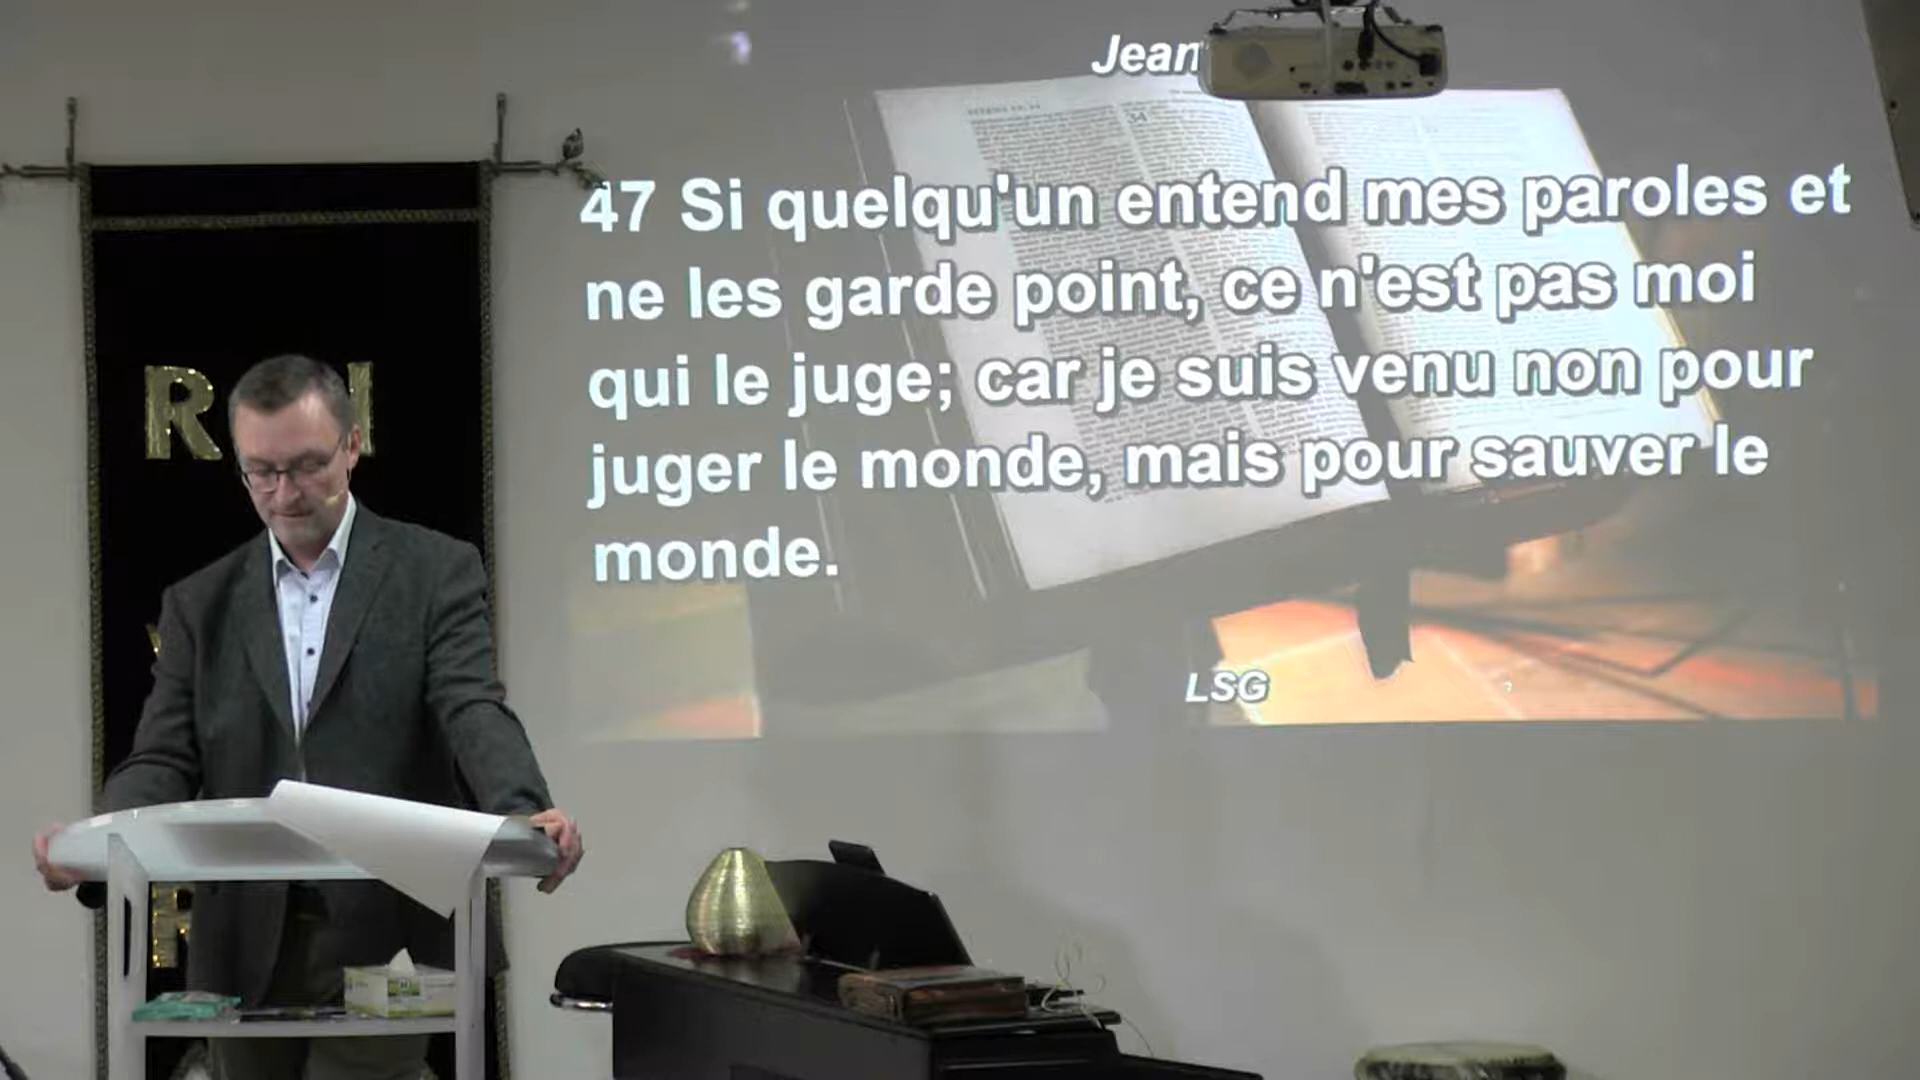 Jean
47 Si quelqu'un entend mes paroles et
ne les garde point, ce n'est pas moi
qui le juge; car je suis venu non pour
juger le monde, mais pour sauver le
monde.
LSG
R I